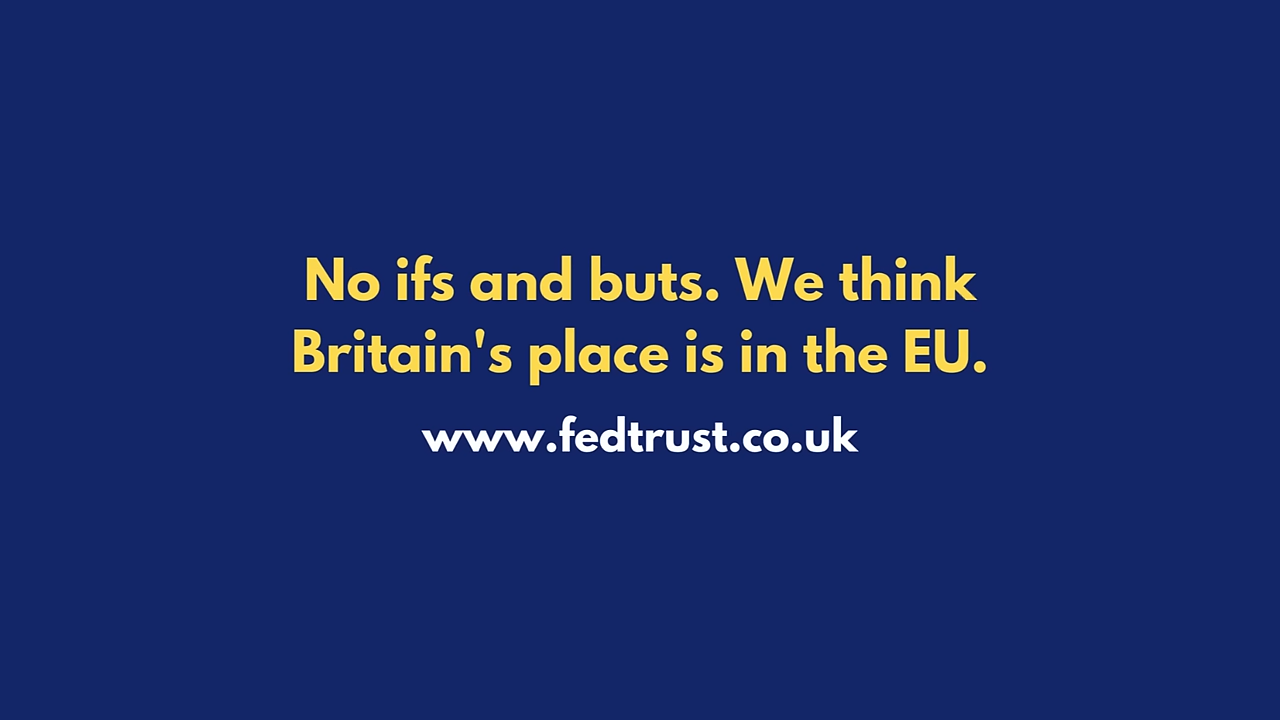 No ifs and buts. We think
Britain's place is in the EU.
www.fedtrust.co.uk